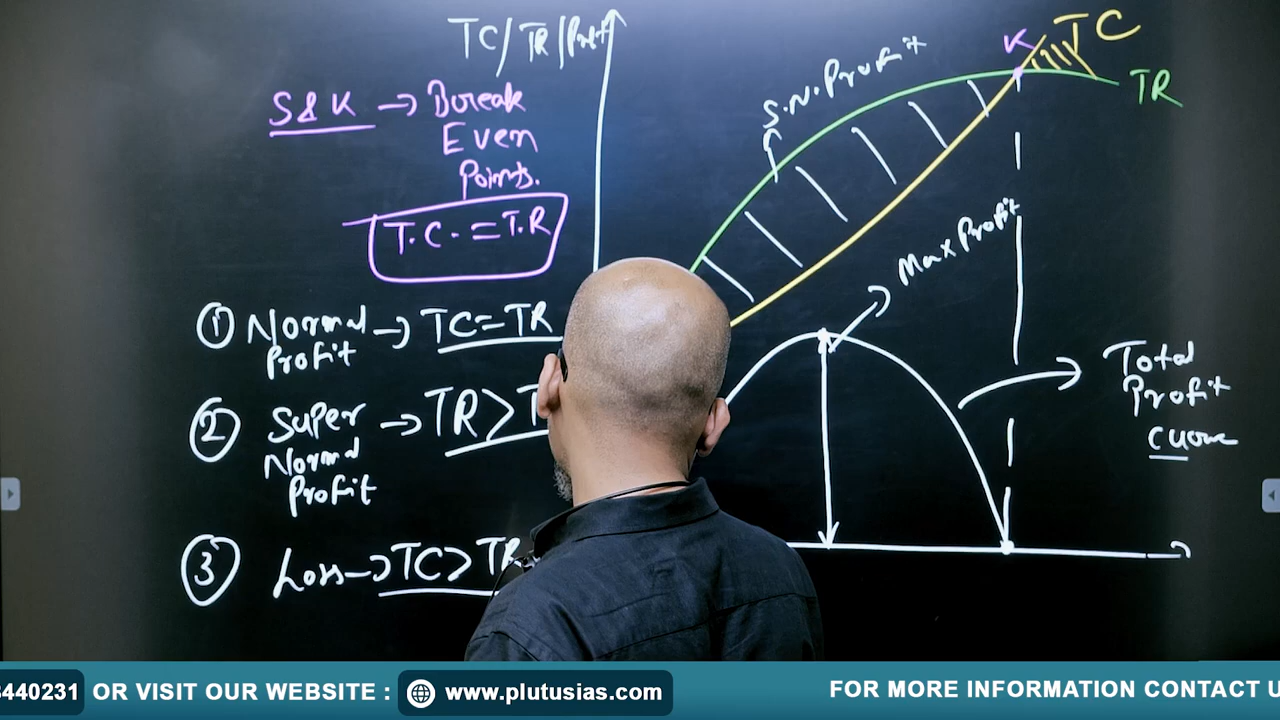 TC/TR/Profit
S & K → Break
Even
Points.
T.C. = T.R
① Normal → TC=TR
Profit
② Super → TR>T
Normal
Profit
③ Loss → TC> TR
S.N. Profit
K
TC
TR
Max Profit
Total
Profit
curve
440231 OR VISIT OUR WEBSITE : www.plutusias.com FOR MORE INFORMATION CONTACT U